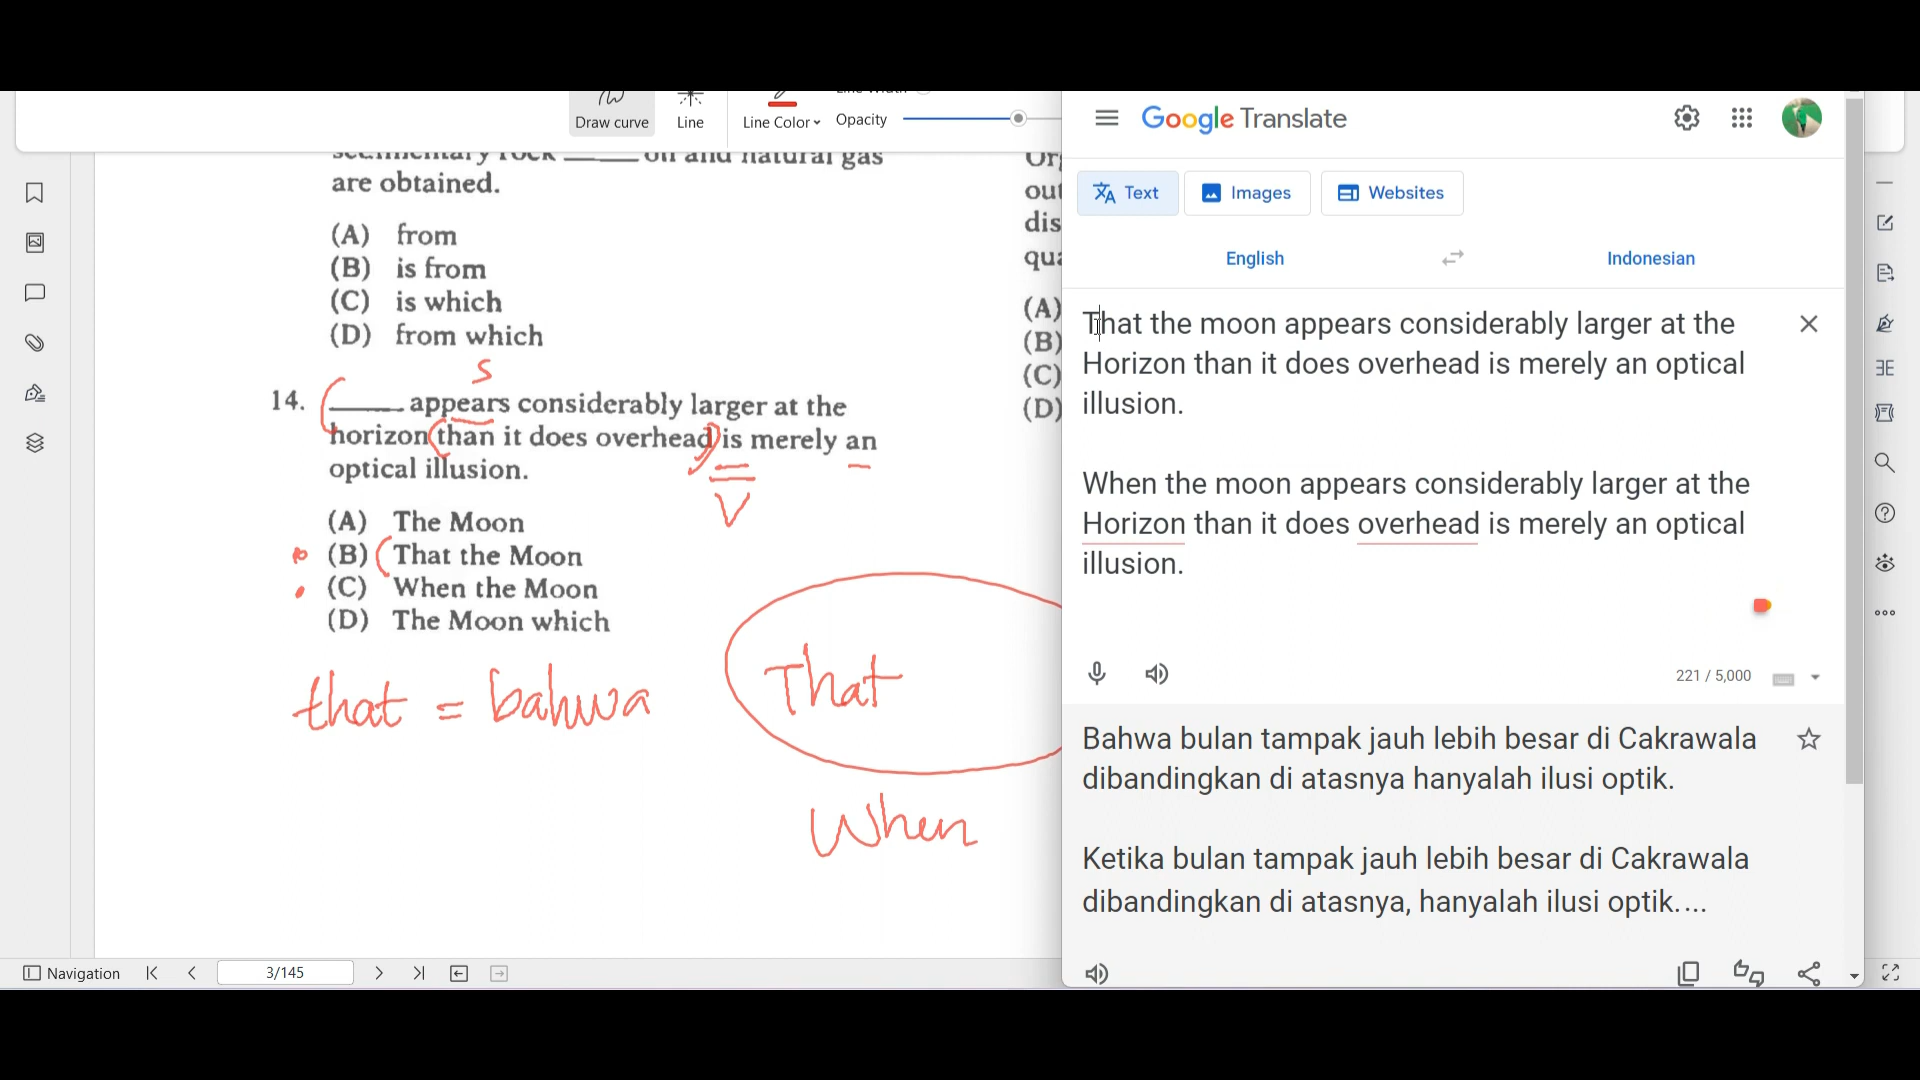 Draw curve
Line
Line Color
Opacity
are obtained.
(A) from
(B) is from
(C) is which
(D) from which
S
14. ____ appears considerably larger at the
horizon than it does overhead is merely an
optical illusion.
V
(A) The Moon
(B) That the Moon
(C) When the Moon
(D) The Moon which
that = bahwa
That
When
out
dis
qua
(A)
(B)
(C)
(D)
Navigation
3/145
Google Translate
Text
Images
Websites
English
Indonesian
That the moon appears considerably larger at the
Horizon than it does overhead is merely an optical
illusion.
When the moon appears considerably larger at the
Horizon than it does overhead is merely an optical
illusion.
221 / 5,000
Bahwa bulan tampak jauh lebih besar di Cakrawala
dibandingkan di atasnya hanyalah ilusi optik.
Ketika bulan tampak jauh lebih besar di Cakrawala
dibandingkan di atasnya, hanyalah ilusi optik....